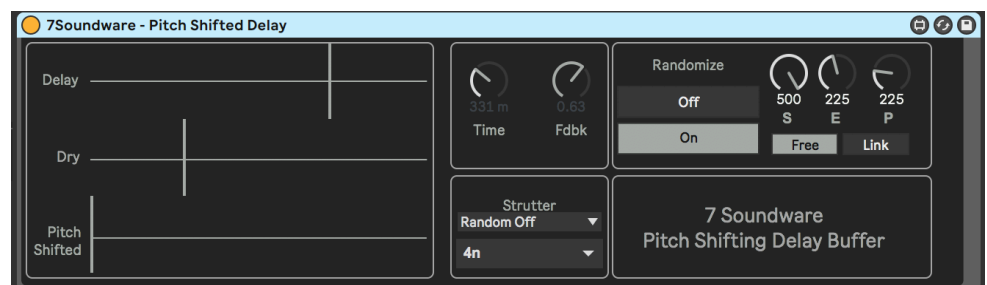 7Soundware - Pitch Shifted Delay
Delay
Dry
Pitch
Shifted
331 m
0.63
Time
Fdbk
Randomize
Off
On
500
225
225
S
E
P
Free
Link
Strutter
Random Off
4n
7 Soundware
Pitch Shifting Delay Buffer